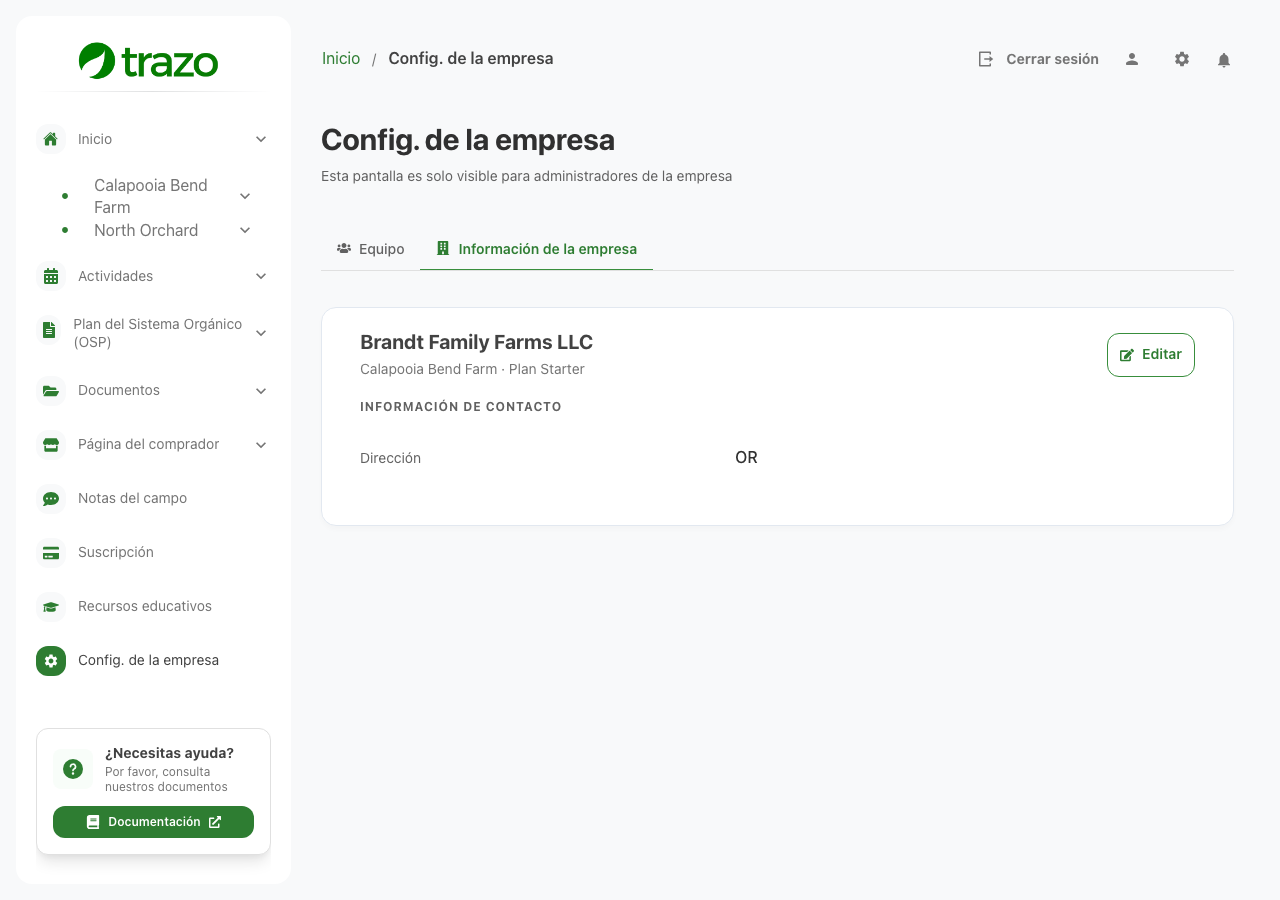 trazo
Inicio / Config. de la empresa
Cerrar sesión
Inicio
Calapooia Bend
Farm
North Orchard
Actividades
Plan del Sistema Orgánico
(OSP)
Documentos
Página del comprador
Notas del campo
Suscripción
Recursos educativos
Config. de la empresa
¿Necesitas ayuda?
Por favor, consulta
nuestros documentos
Documentación
Config. de la empresa
Esta pantalla es solo visible para administradores de la empresa
Equipo
Información de la empresa
Brandt Family Farms LLC
Calapooia Bend Farm · Plan Starter
Editar
INFORMACIÓN DE CONTACTO
Dirección
OR